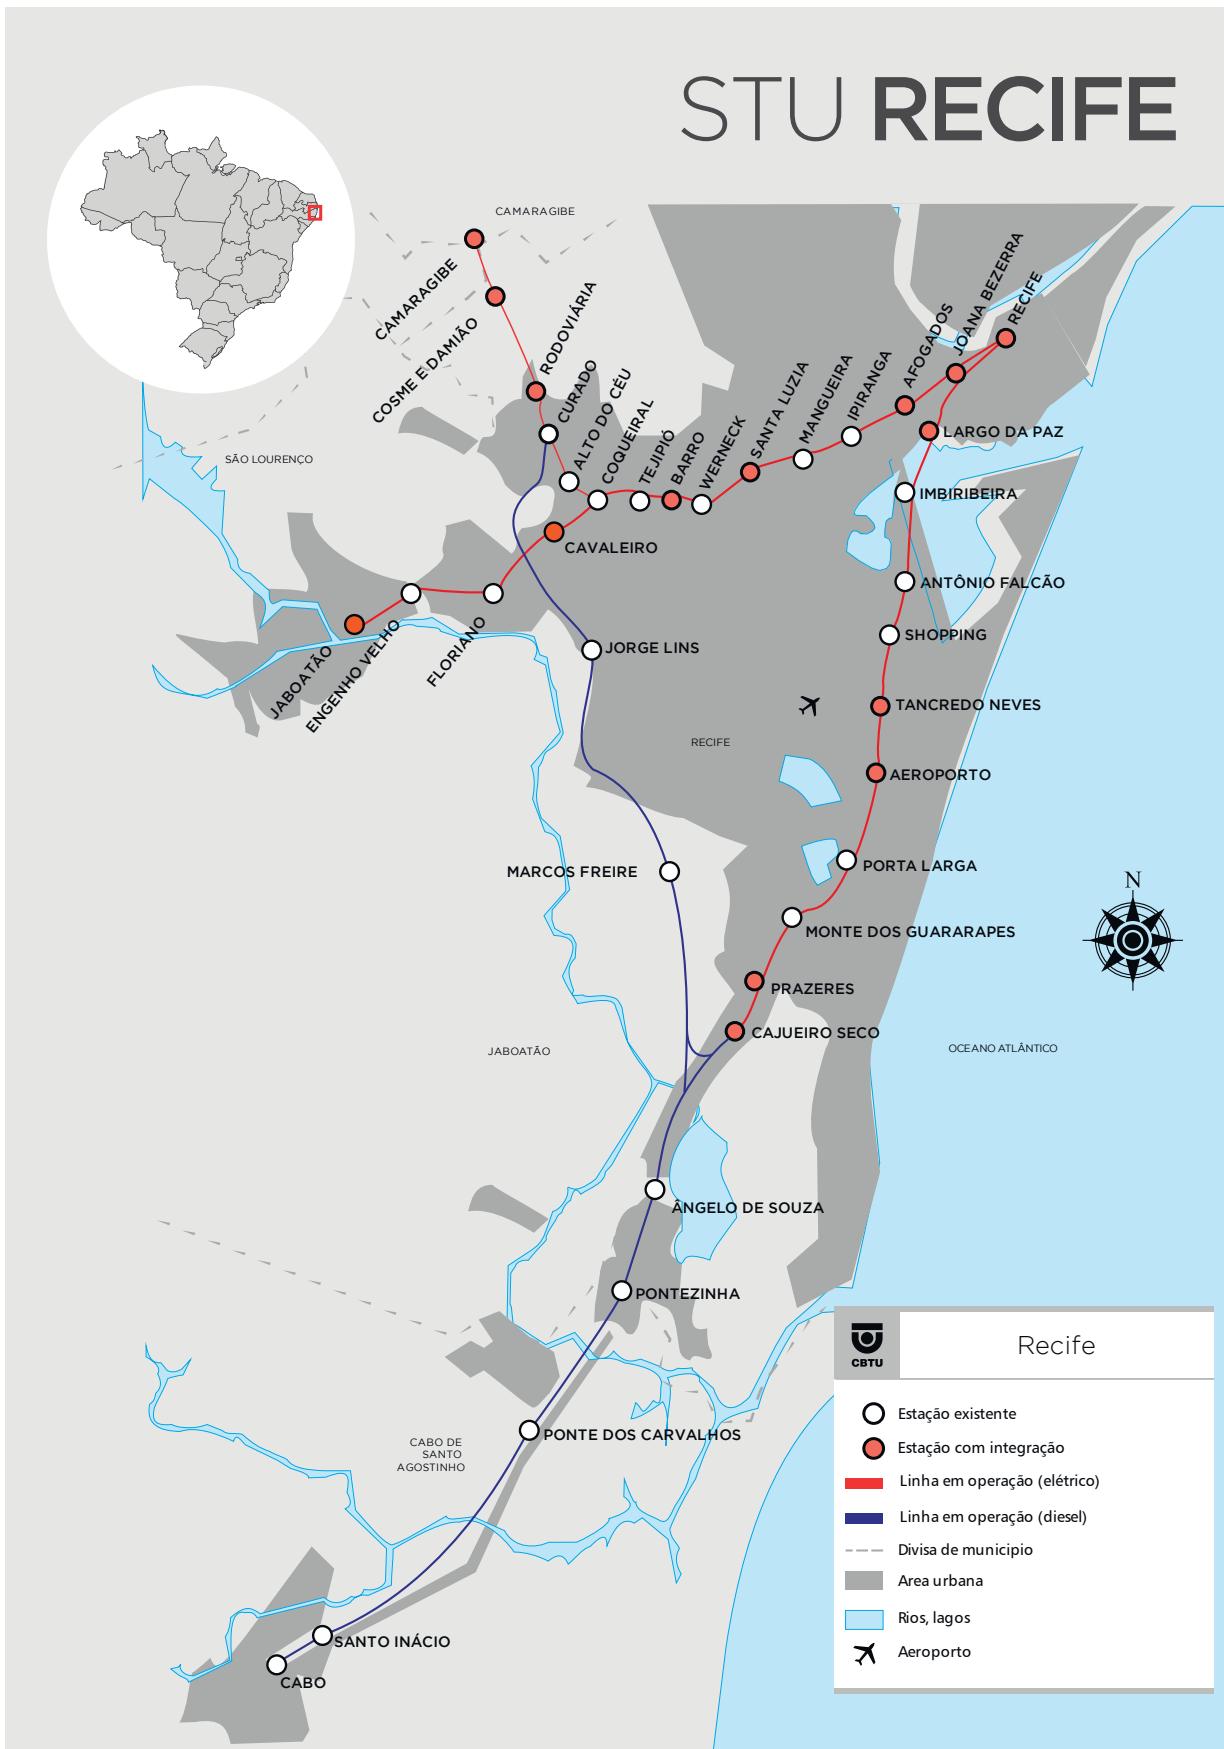 STU RECIFE
CAMARAGIBE
CAMARAGIBE
COSME E DAMIÃO
RODOVIÁRIA
CURADO
ALTO DO CÉU
COQUEIRAL
TEJIPIÓ
BARRO
WERNECK
SANTA LUZIA
MANGUEIRA
IPIRANGA
AFOGADOS
JOANA BEZERRA
RECIFE
LARGO DA PAZ
SÃO LOURENÇO
IMBIRIBEIRA
CAVALEIRO
ANTÔNIO FALCÃO
JABOATÃO
ENGENHO VELHO
FLORIANO
SHOPPING
JORGE LINS
TANCREDO NEVES
RECIFE
AEROPORTO
PORTA LARGA
MARCOS FREIRE
N
MONTE DOS GUARARAPES
PRAZERES
CAJUEIRO SECO
JABOATÃO
OCEANO ATLÂNTICO
ÂNGELO DE SOUZA
PONTEZINHA
PONTE DOS CARVALHOS
CABO DE
SANTO
AGOSTINHO
SANTO INÁCIO
CABO
CBTU
Recife
Estação existente
Estação com integração
Linha em operação (elétrico)
Linha em operação (diesel)
Divisa de municipio
Area urbana
Rios, lagos
Aeroporto